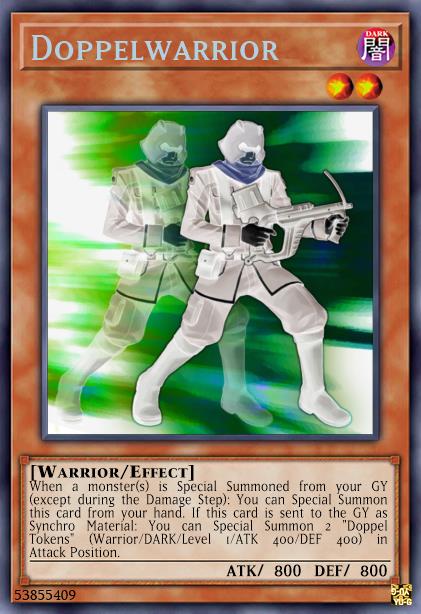 Doppelwarrior
DARK
闇
[Warrior/Effect]
When a monster(s) is Special Summoned from your GY
(except during the Damage Step): You can Special Summon
this card from your hand. If this card is sent to the GY as
Synchro Material: You can Special Summon 2 "Doppel
Tokens" (Warrior/DARK/Level 1/ATK 400/DEF 400) in
Attack Position.
ATK/ 800 DEF/ 800
53855409